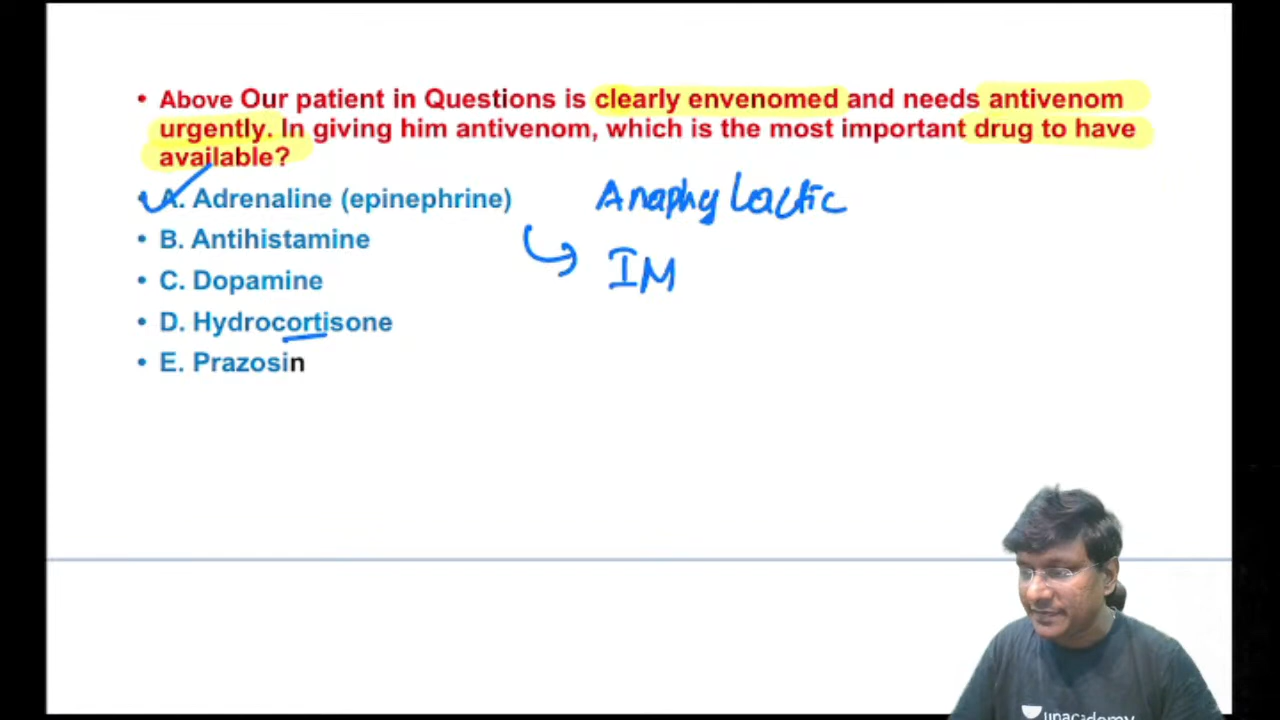 • Above Our patient in Questions is clearly envenomed and needs antivenom
urgently. In giving him antivenom, which is the most important drug to have
available?
• A. Adrenaline (epinephrine)
Anaphylactic
• B. Antihistamine
IM
• C. Dopamine
• D. Hydrocortisone
• E. Prazosin
unacademy